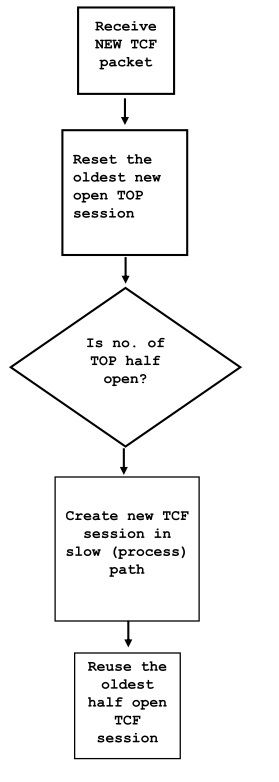 Receive
NEW TCF
packet
Reset the
oldest new
open TOP
session
Is no. of
TOP half
open?
Create new TCF
session in
slow (process)
path
Reuse the
oldest
half open
TCF
session